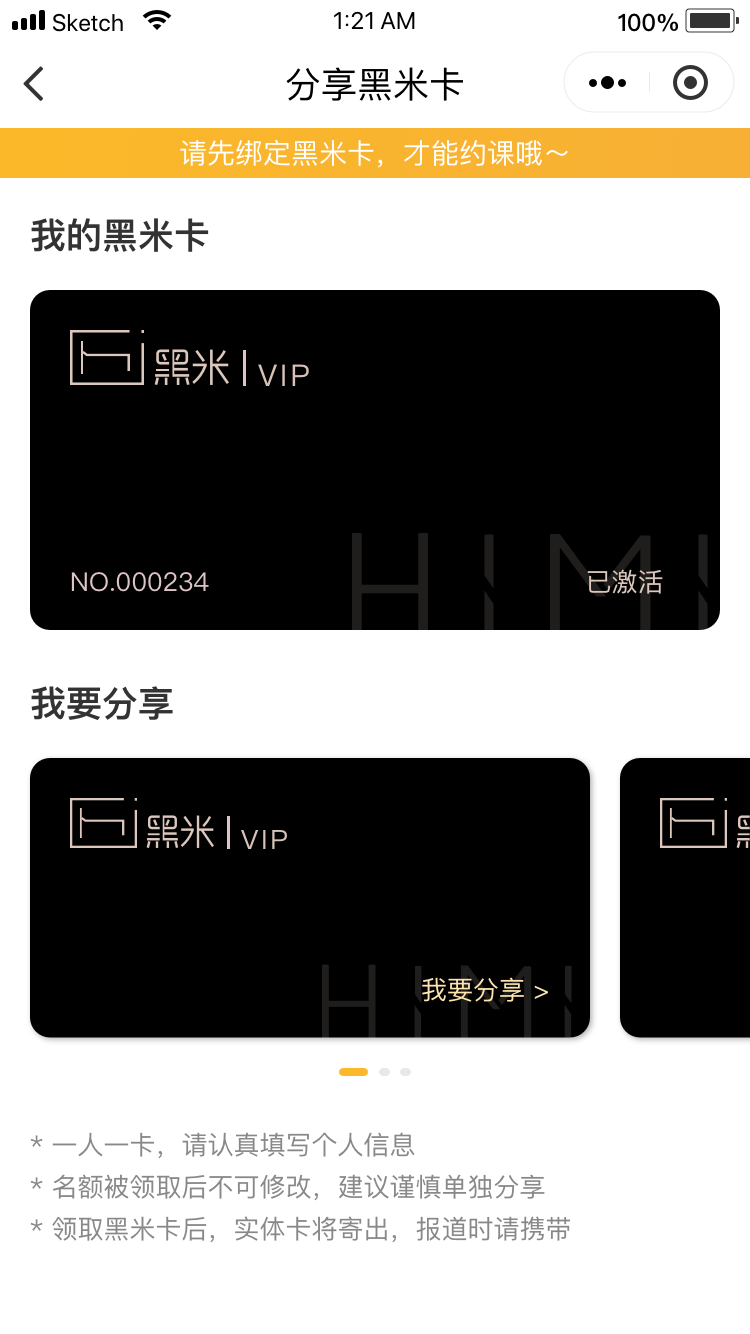 Sketch 1:21 AM 100%
分享黑米卡
请先绑定黑米卡，才能约课哦～
我的黑米卡
黑米 | VIP
NO.000234
已激活
HIMI
我要分享
黑米 | VIP
我要分享 >
HIMI
* 一人一卡，请认真填写个人信息
* 名额被领取后不可修改，建议谨慎单独分享
* 领取黑米卡后，实体卡将寄出，报道时请携带